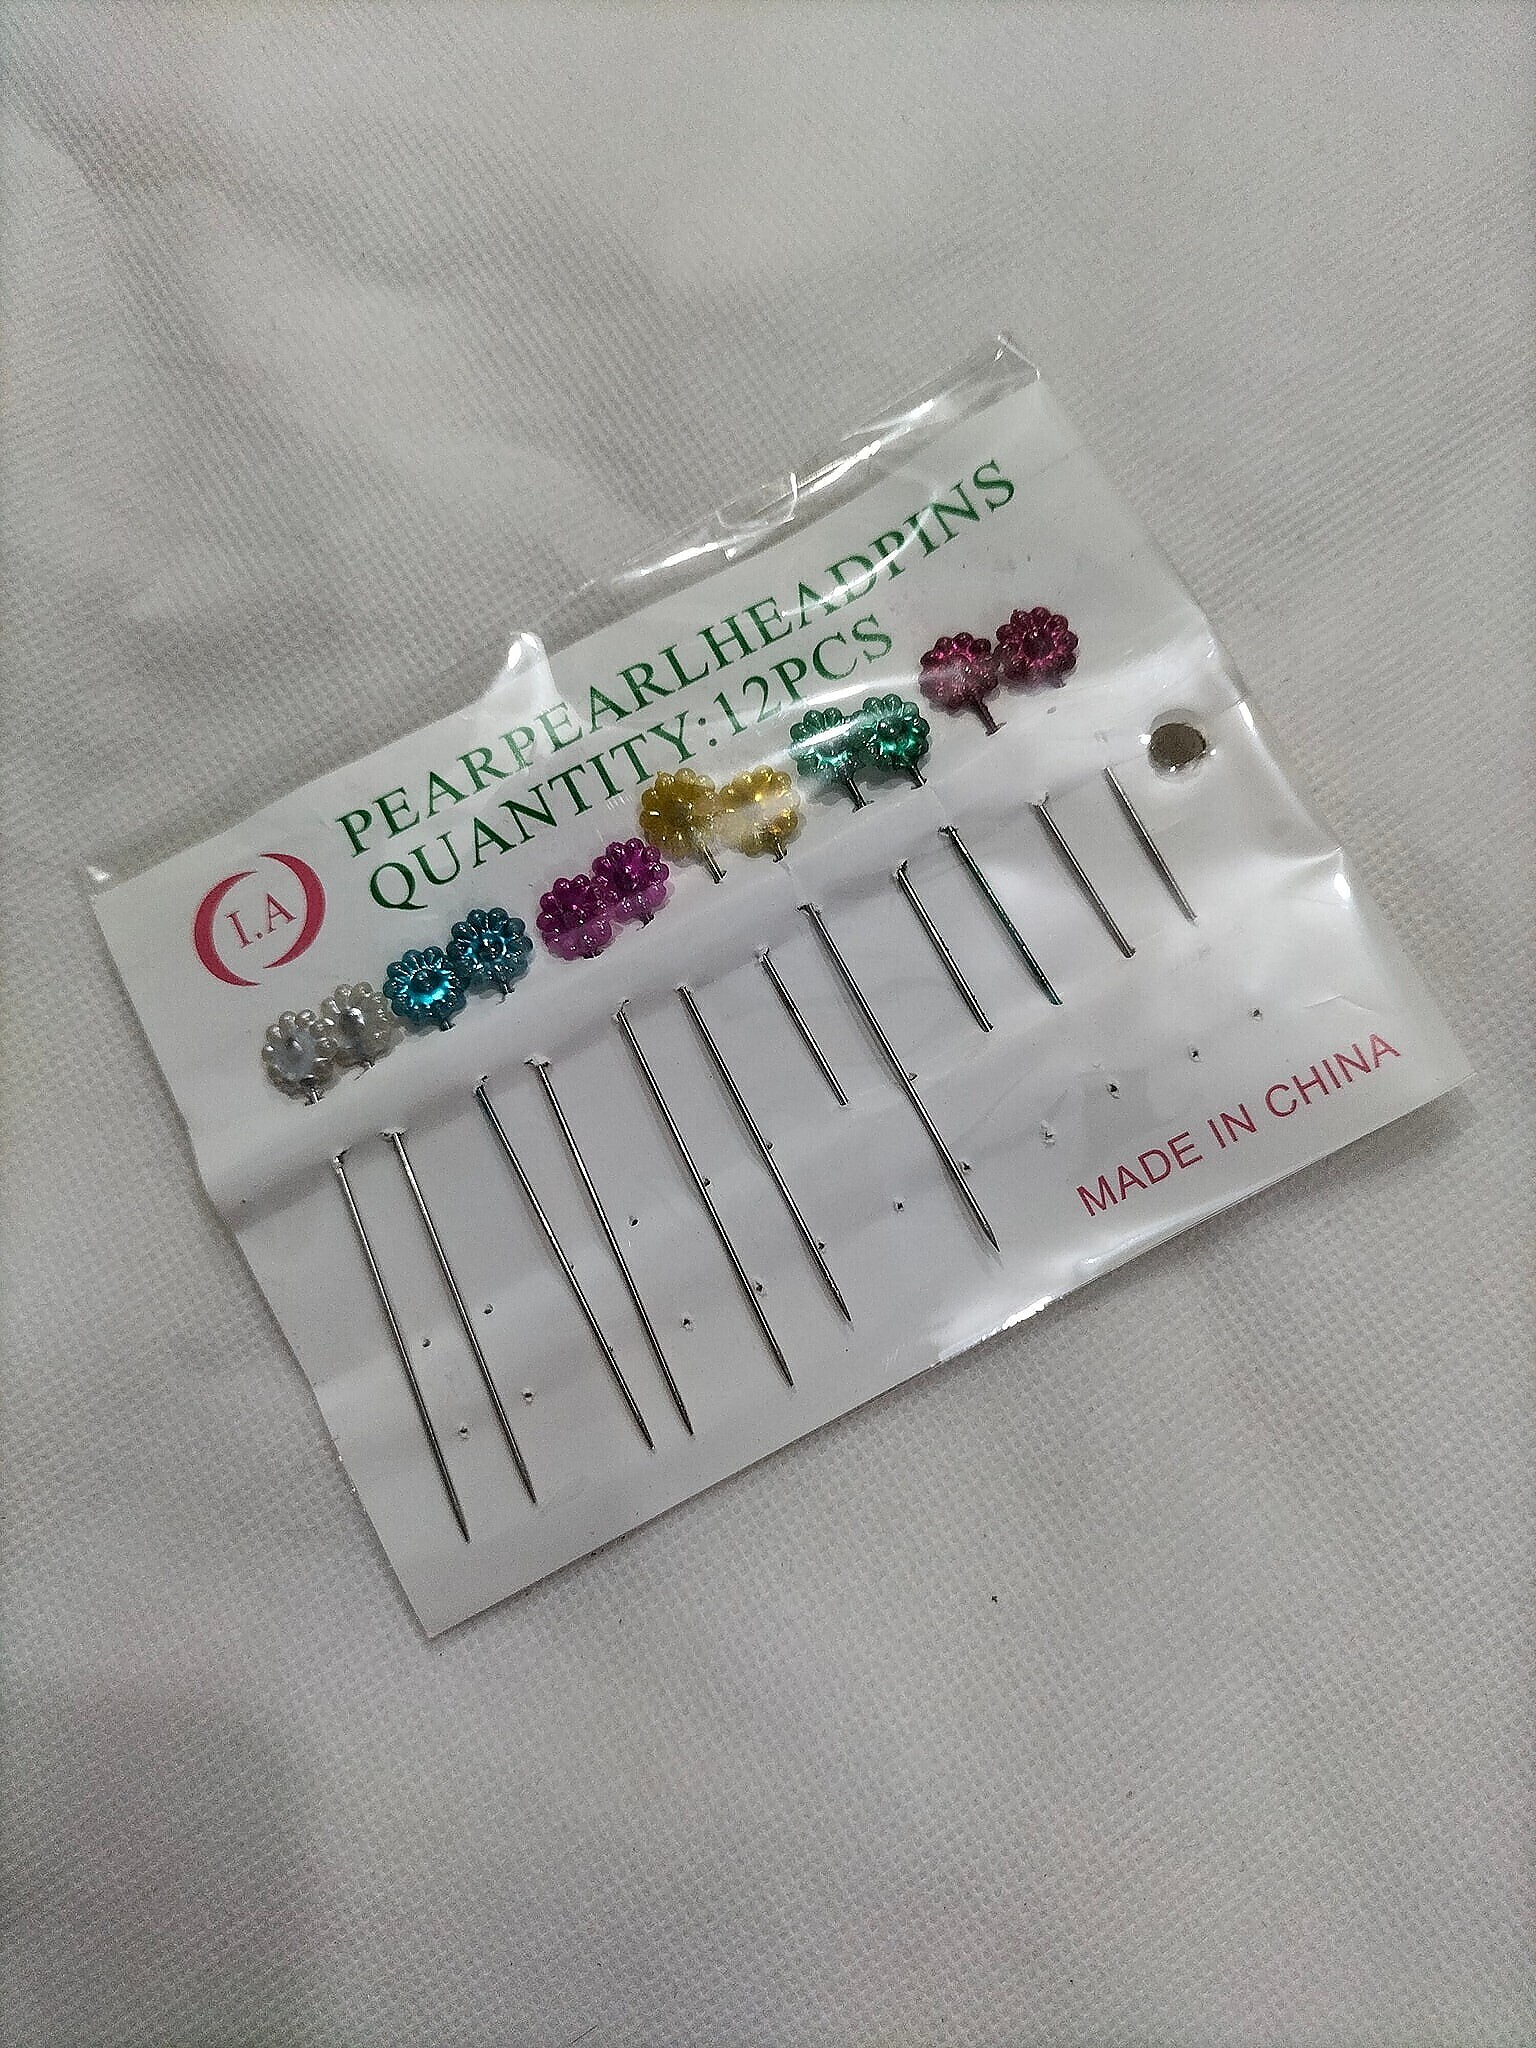 PEARPEARLHEADPINS
QUANTITY:12PCS
I.A
MADE IN CHINA